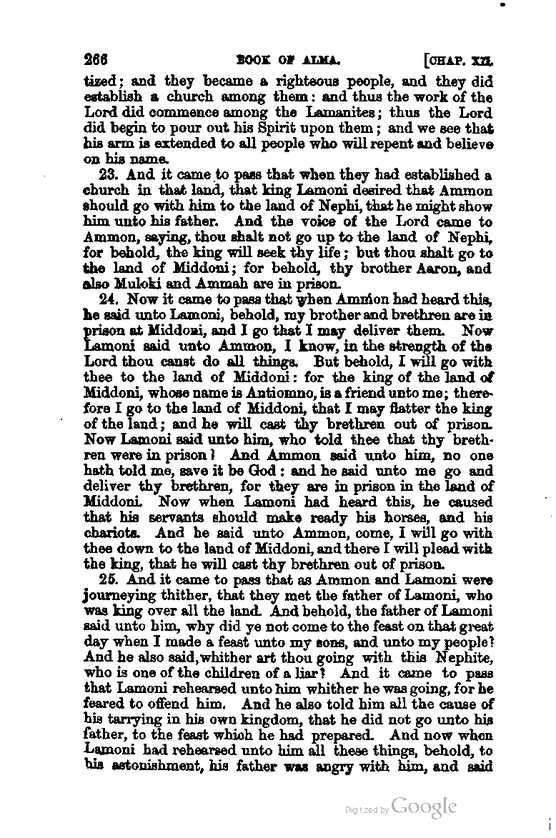 266 BOOK OF ALMA. [CHAP. XII.
tized; and they became a righteous people, and they did
establish a church among them: and thus the work of the
Lord did commence among the Lamanites; thus the Lord
did begin to pour out his Spirit upon them; and we see that
his arm is extended to all people who will repent and believe
on his name.
23. And it came to pass that when they had established a
church in that land, that king Lamoni desired that Ammon
should go with him to the land of Nephi, that he might show
him unto his father. And the voice of the Lord came to
Ammon, saying, thou shalt not go up to the land of Nephi,
for behold, the king will seek thy life; but thou shalt go to
the land of Middoni; for behold, thy brother Aaron, and
also Muloki and Ammah are in prison.
24. Now it came to pass that when Ammon had heard this,
he said unto Lamoni, behold, my brother and brethren are in
prison at Middoni, and I go that I may deliver them. Now
Lamoni said unto Ammon, I know, in the strength of the
Lord thou canst do all things. But behold, I will go with
thee to the land of Middoni: for the king of the land of
Middoni, whose name is Antiomno, is a friend unto me; there-
fore I go to the land of Middoni, that I may flatter the king
of the land; and he will cast thy brethren out of prison.
Now Lamoni said unto him, who told thee that thy breth-
ren were in prison? And Ammon said unto him, no one
hath told me, save it be God: and he said unto me go and
deliver thy brethren, for they are in prison in the land of
Middoni. Now when Lamoni had heard this, he caused
that his servants should make ready his horses, and his
chariots. And he said unto Ammon, come, I will go with
thee down to the land of Middoni, and there I will plead with
the king, that he will cast thy brethren out of prison.
25. And it came to pass that as Ammon and Lamoni were
journeying thither, that they met the father of Lamoni, who
was king over all the land. And behold, the father of Lamoni
said unto him, why did ye not come to the feast on that great
day when I made a feast unto my sons, and unto my people?
And he also said, whither art thou going with this Nephite,
who is one of the children of a liar? And it came to pass
that Lamoni rehearsed unto him whither he was going, for he
feared to offend him. And he also told him all the cause of
his tarrying in his own kingdom, that he did not go unto his
father, to the feast which he had prepared. And now when
Lamoni had rehearsed unto him all these things, behold, to
his astonishment, his father was angry with him, and said
Digitized by Google